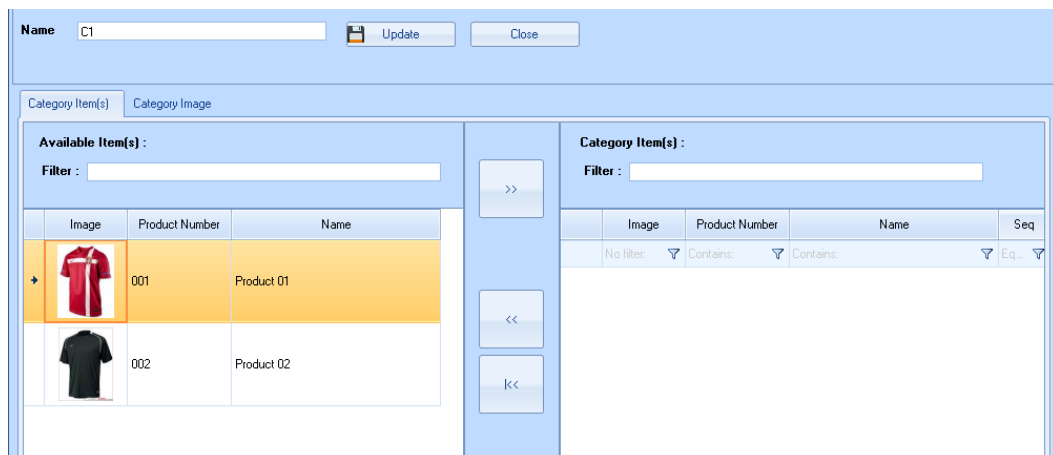 Name C1 Update Close
Category Item(s) Category Image
Available Item(s) :
Filter :
Image Product Number Name
001 Product 01
002 Product 02
>>
<<
|<<
Category Item(s) :
Filter :
Image Product Number Name Seq
No filter: Contains: Contains: Eq...